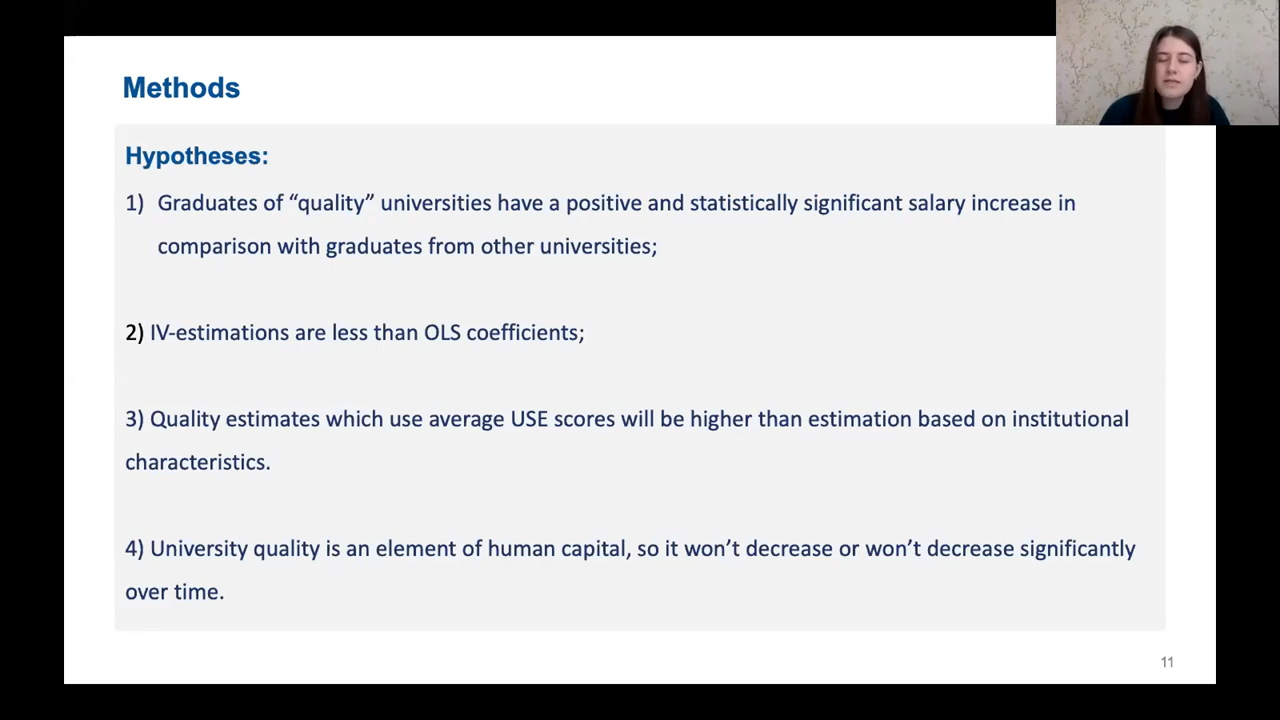 Methods
Hypotheses:
1) Graduates of “quality” universities have a positive and statistically significant salary increase in
comparison with graduates from other universities;
2) IV-estimations are less than OLS coefficients;
3) Quality estimates which use average USE scores will be higher than estimation based on institutional
characteristics.
4) University quality is an element of human capital, so it won’t decrease or won’t decrease significantly
over time.
11